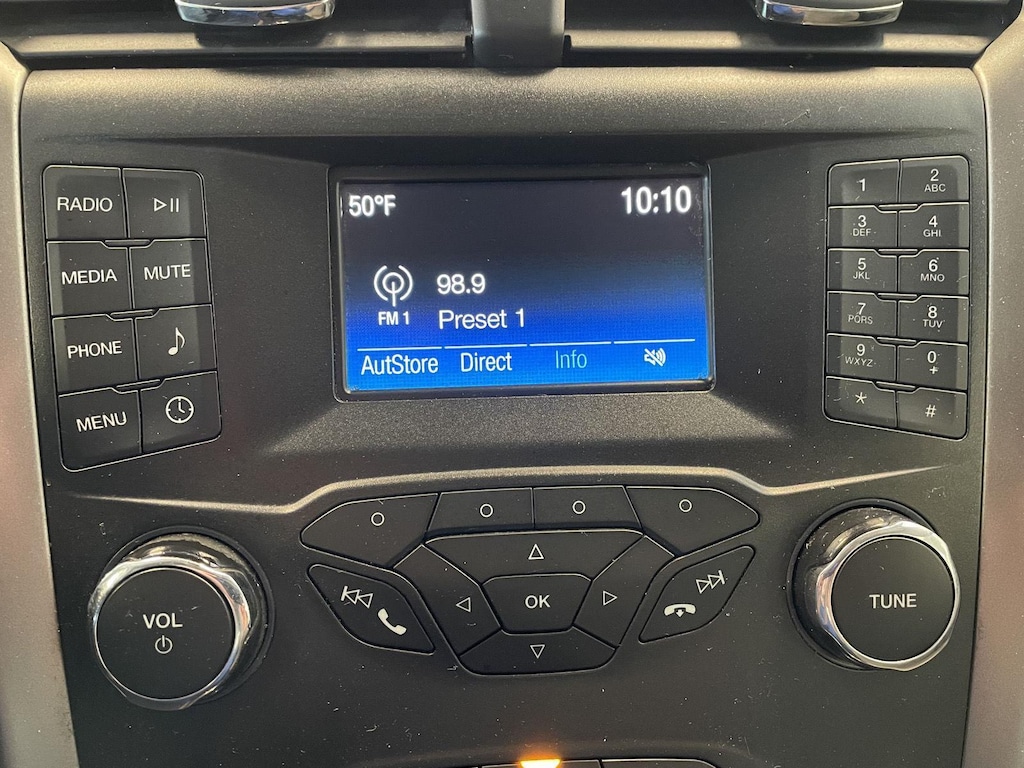 50°F 10:10
98.9
FM 1 Preset 1
AutStore Direct Info
RADIO
MEDIA MUTE
PHONE
MENU
1 2 ABC
3 DEF 4 GHI
5 JKL 6 MNO
7 PQRS 8 TUV
9 WXYZ 0 +
* #
VOL
OK
TUNE